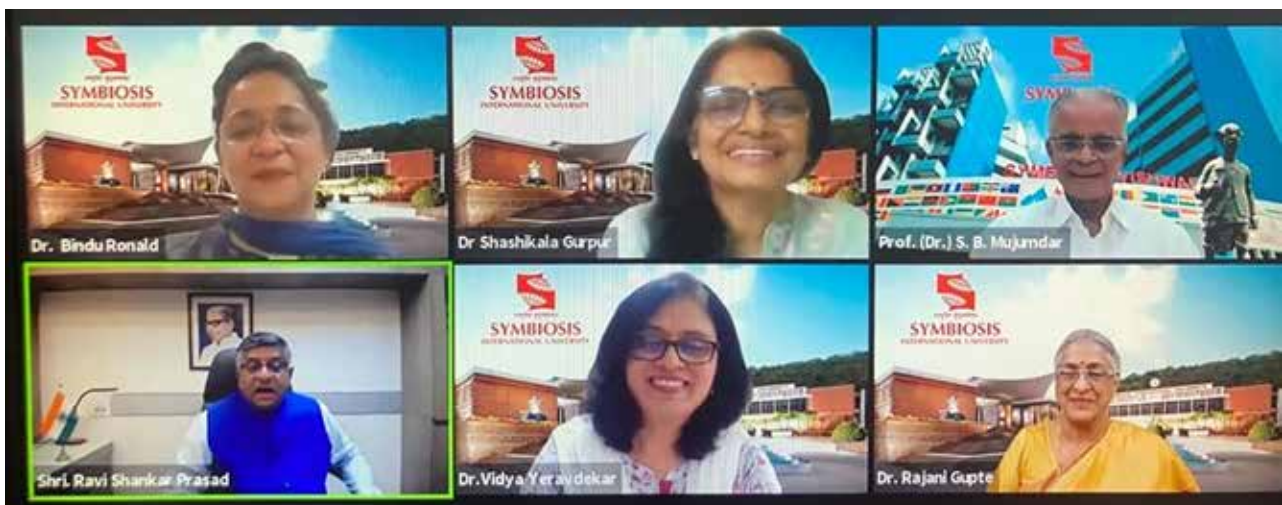 SYMBIOSIS
INTERNATIONAL UNIVERSITY
Dr. Bindu Ronald
SYMBIOSIS
INTERNATIONAL UNIVERSITY
Dr Shashikala Gurpur
Prof. (Dr.) S. B. Mujumdar
Shri. Ravi Shankar Prasad
SYMBIOSIS
INTERNATIONAL UNIVERSITY
Dr.Vidya Yeravdekar
SYMBIOSIS
INTERNATIONAL UNIVERSITY
Dr. Rajani Gupte